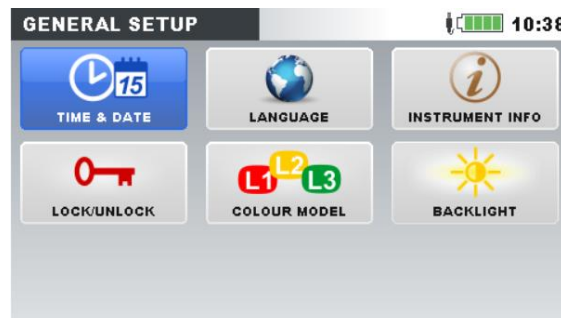 GENERAL SETUP 10:38
15
TIME & DATE LANGUAGE INSTRUMENT INFO
L1 L2 L3
LOCK/UNLOCK COLOUR MODEL BACKLIGHT